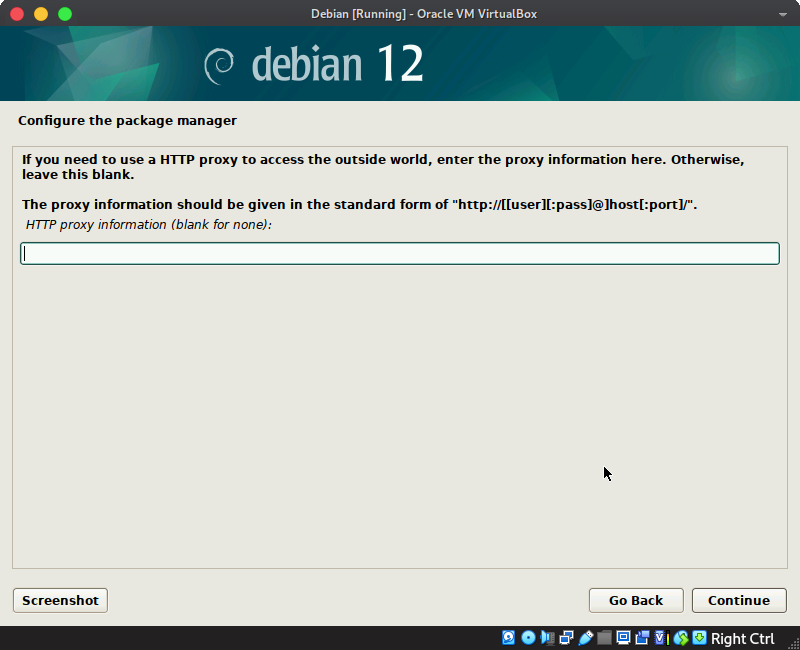 Debian [Running] - Oracle VM VirtualBox
debian 12
Configure the package manager
If you need to use a HTTP proxy to access the outside world, enter the proxy information here. Otherwise,
leave this blank.
The proxy information should be given in the standard form of "http://[[user][:pass]@]host[:port]/".
HTTP proxy information (blank for none):
Screenshot
Go Back
Continue
Right Ctrl